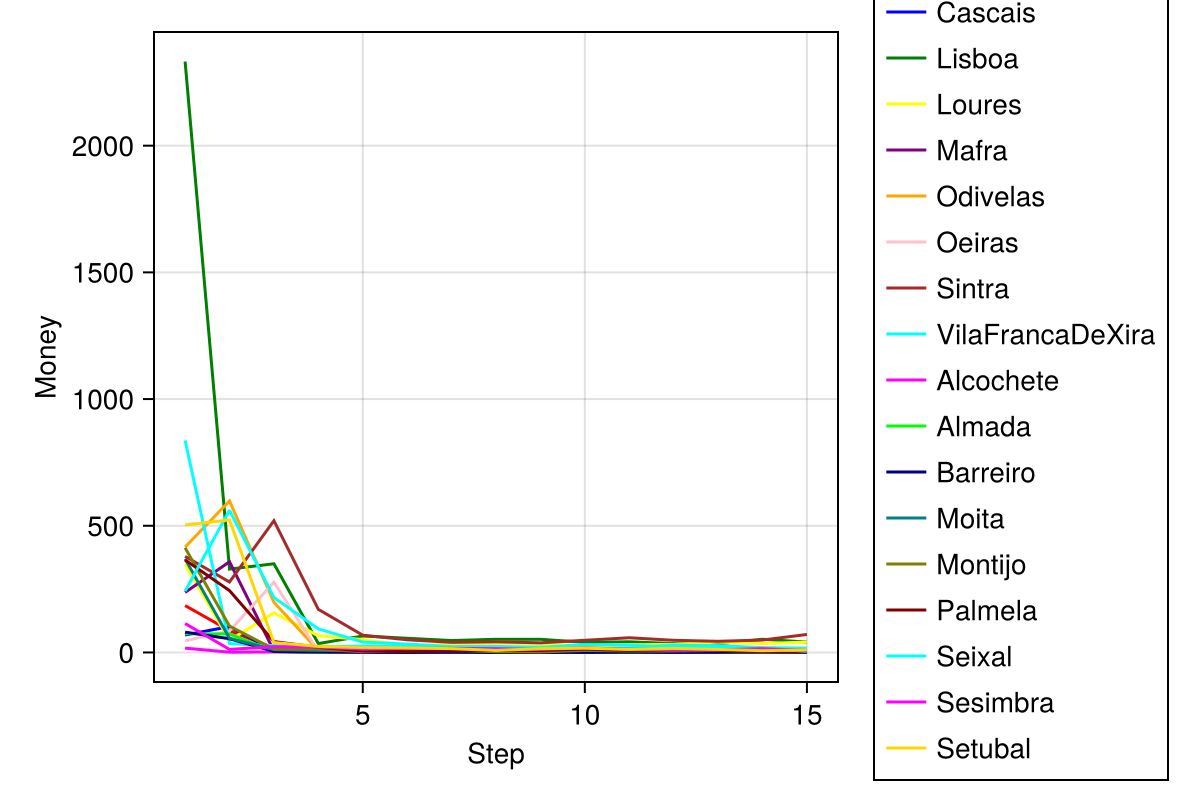 Money
2000
1500
1000
500
0
5
10
15
Step
Cascais
Lisboa
Loures
Mafra
Odivelas
Oeiras
Sintra
VilaFrancaDeXira
Alcochete
Almada
Barreiro
Moita
Montijo
Palmela
Seixal
Sesimbra
Setubal